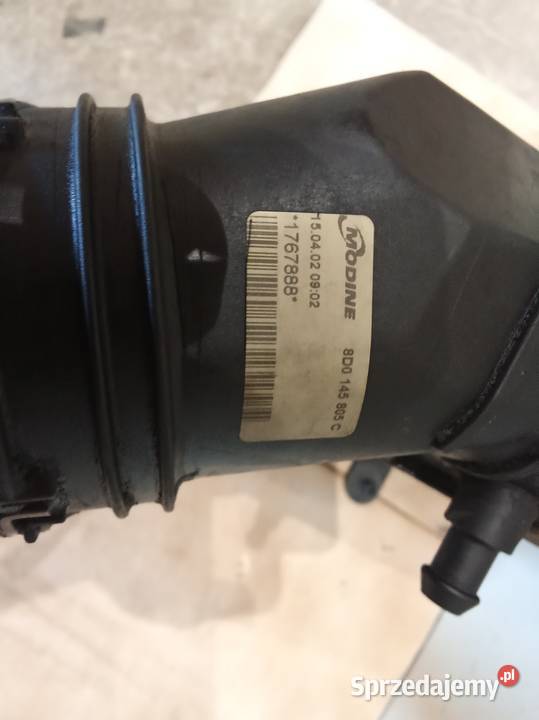 MODINE
8D0 145 805 C
15.04.02 09:02
*1767888*
Sprzedajemy.pl